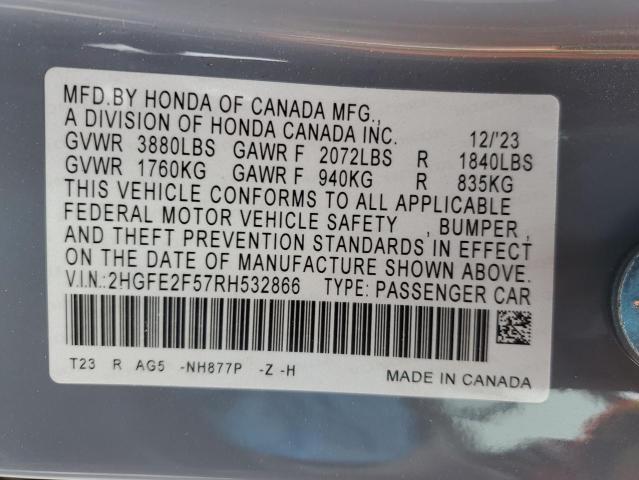 MFD.BY HONDA OF CANADA MFG.,
A DIVISION OF HONDA CANADA INC. 12/'23
GVWR 3880LBS GAWR F 2072LBS R 1840LBS
GVWR 1760KG GAWR F 940KG R 835KG
THIS VEHICLE CONFORMS TO ALL APPLICABLE
FEDERAL MOTOR VEHICLE SAFETY , BUMPER ,
AND THEFT PREVENTION STANDARDS IN EFFECT
ON THE DATE OF MANUFACTURE SHOWN ABOVE.
V.I.N.:2HGFE2F57RH532866 TYPE: PASSENGER CAR
T23 R AG5 -NH877P -Z -H MADE IN CANADA